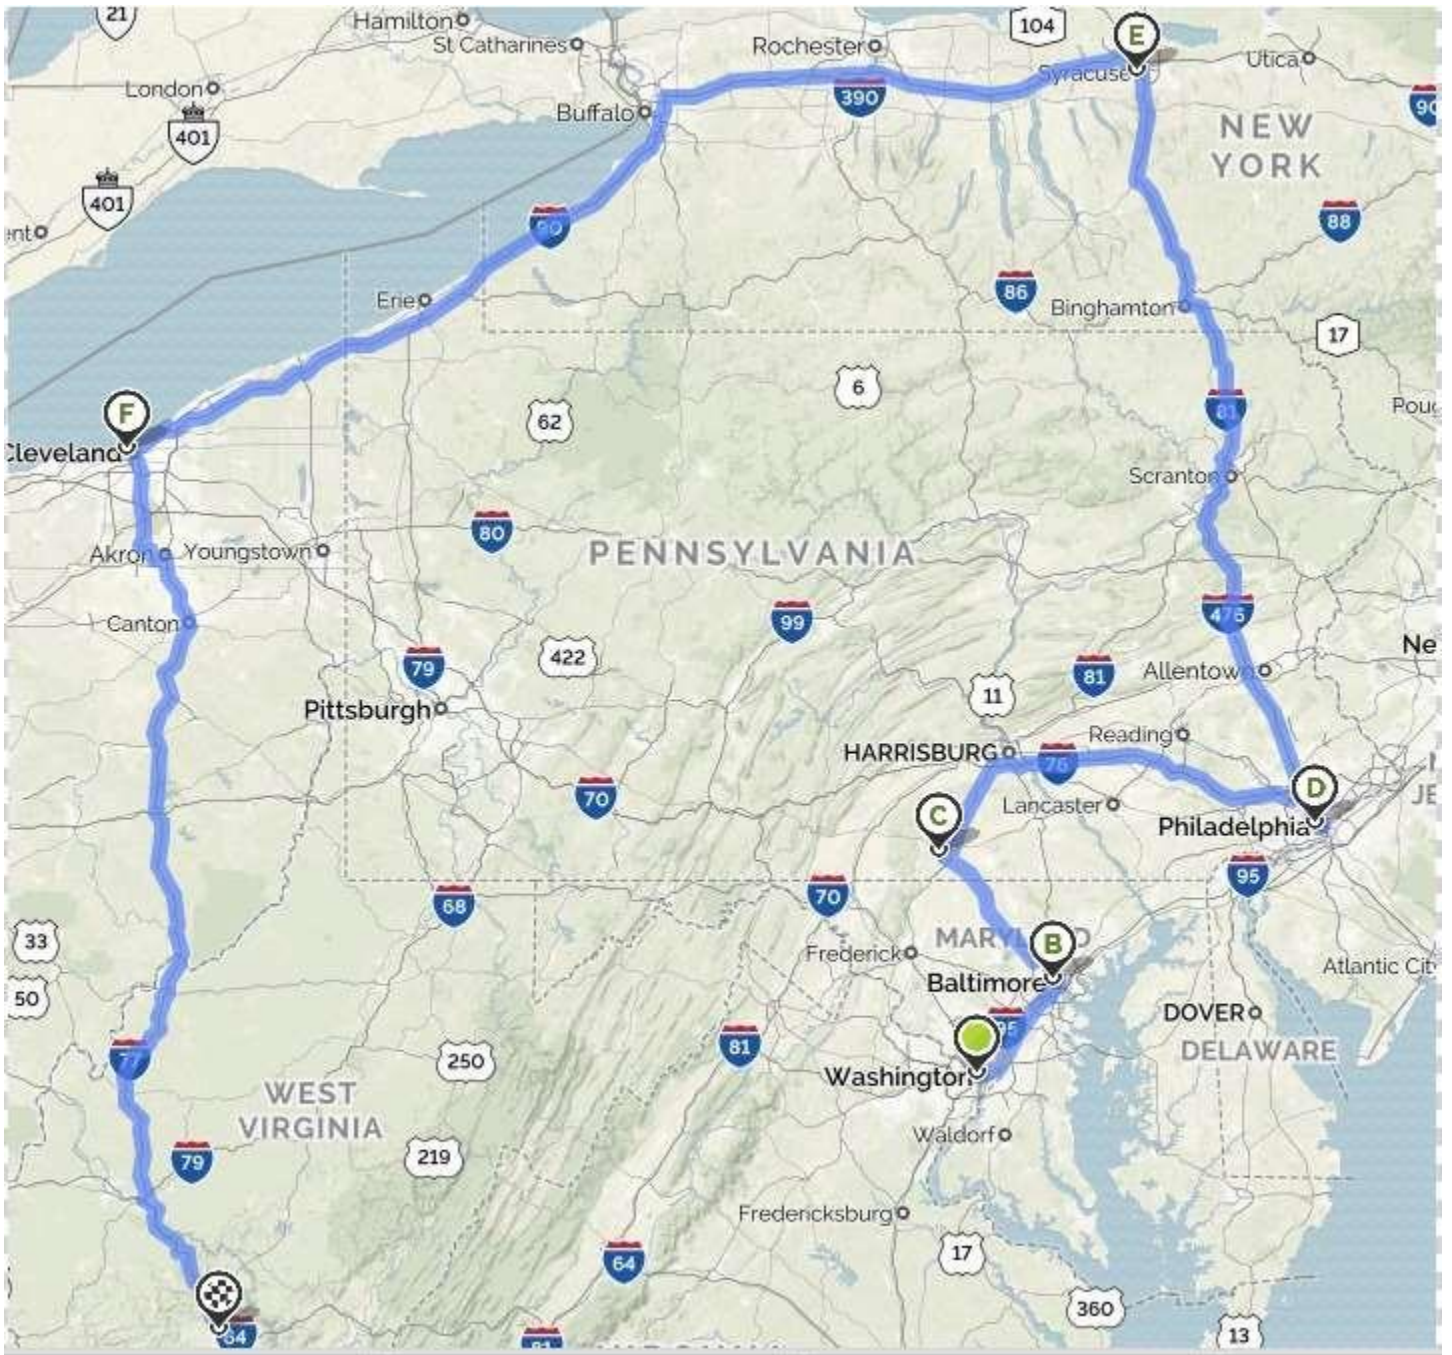 21
Hamilton
St Catharines
Rochester
104
E
Syracuse
Utica
London
401
390
90
Buffalo
NEW
YORK
401
90
88
86
Erie
Binghamton
17
6
62
81
F
Cleveland
Scranton
80
Akron
Youngstown
PENNSYLVANIA
475
99
Canton
422
79
81
Allentown
11
Pittsburgh
HARRISBURG
Reading
76
70
D
C
Lancaster
Philadelphia
95
70
68
33
MARYLAND
B
Frederick
Baltimore
Atlantic City
50
DOVER
95
DELAWARE
81
77
250
Washington
WEST
VIRGINIA
Waldorf
79
219
Fredericksburg
17
64
360
64
13